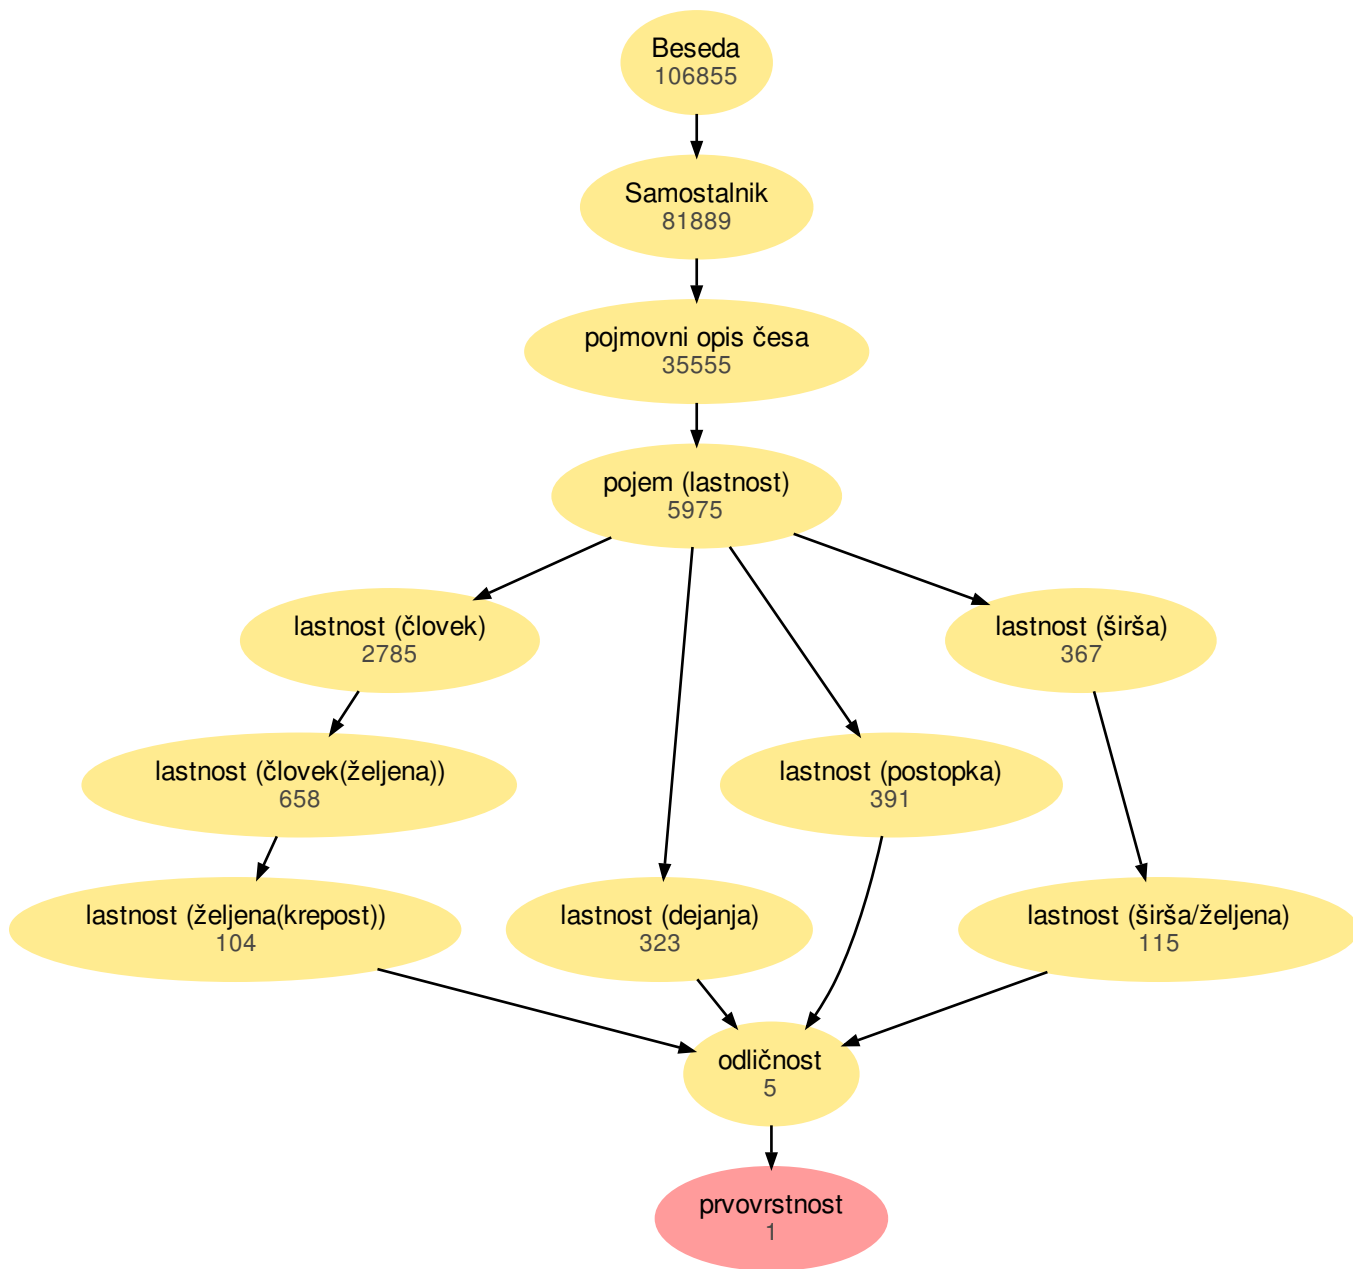 Beseda
106855
Samostalnik
81889
pojmovni opis česa
35555
pojem (lastnost)
5975
lastnost (človek)
2785
lastnost (širša)
367
lastnost (človek(željena))
658
lastnost (postopka)
391
lastnost (željena(krepost))
104
lastnost (dejanja)
323
lastnost (širša/željena)
115
odličnost
5
prvovrstnost
1